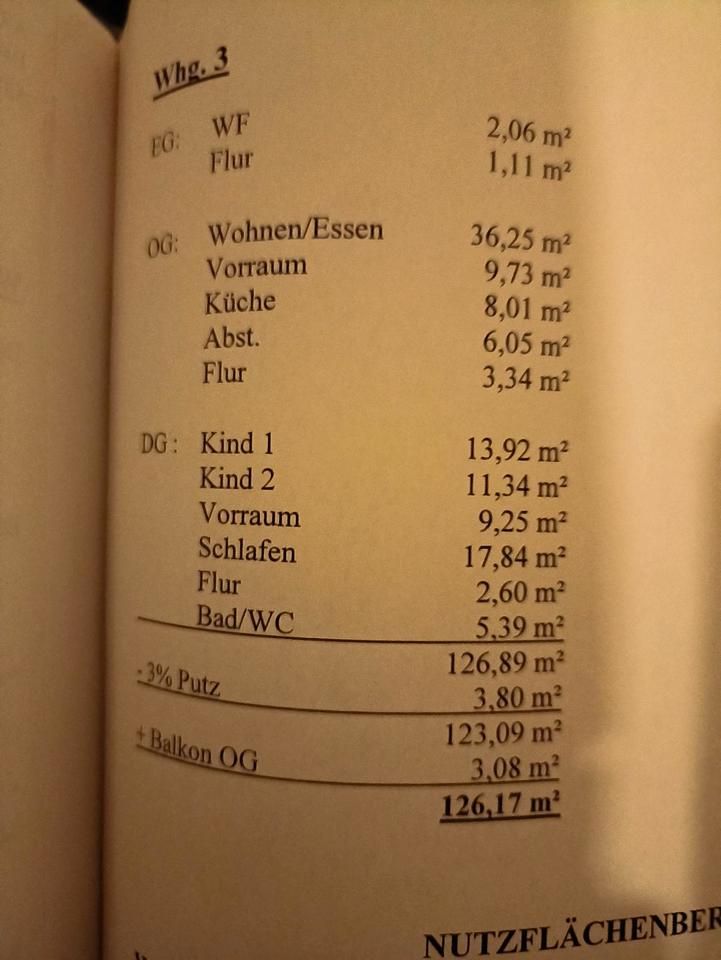 Whg. 3
EG: WF 2,06 m²
Flur 1,11 m²
OG: Wohnen/Essen 36,25 m²
Vorraum 9,73 m²
Küche 8,01 m²
Abst. 6,05 m²
Flur 3,34 m²
DG: Kind 1 13,92 m²
Kind 2 11,34 m²
Vorraum 9,25 m²
Schlafen 17,84 m²
Flur 2,60 m²
Bad/WC 5,39 m²
126,89 m²
- 3% Putz 3,80 m²
123,09 m²
+ Balkon OG 3,08 m²
126,17 m²
NUTZFLÄCHENBER